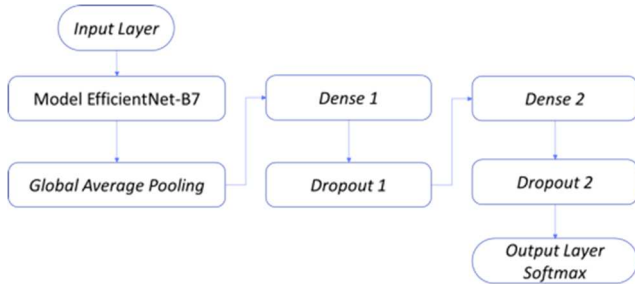 Input Layer
Model EfficientNet-B7
Global Average Pooling
Dense 1
Dropout 1
Dense 2
Dropout 2
Output Layer
Softmax